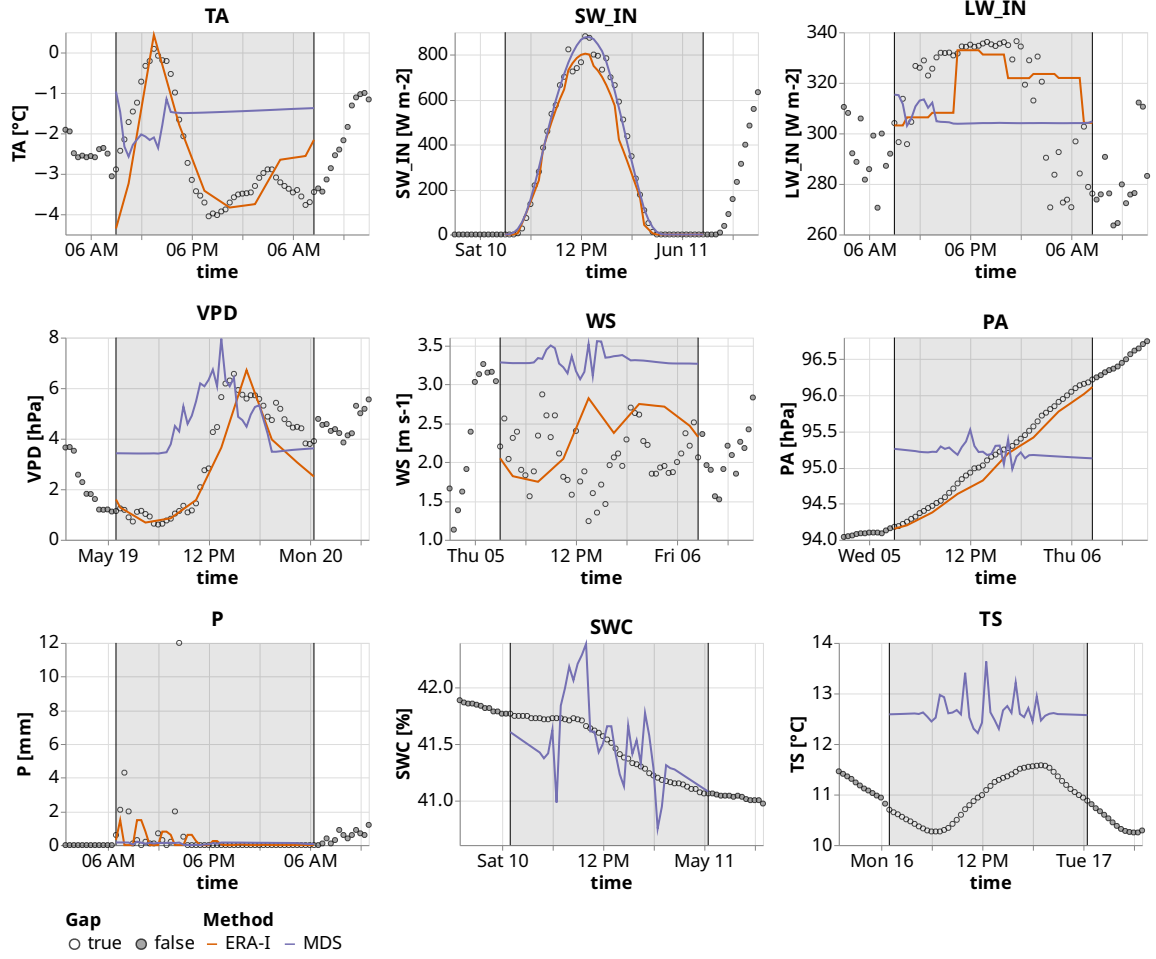 TA
SW_IN
LW_IN
TA [°C]
0
−1
−2
−3
−4
06 AM
06 PM
06 AM
time
SW_IN [W m-2]
800
600
400
200
0
Sat 10
12 PM
Jun 11
time
LW_IN [W m-2]
340
320
300
280
260
06 AM
06 PM
06 AM
time
VPD
WS
PA
VPD [hPa]
8
6
4
2
0
May 19
12 PM
Mon 20
time
WS [m s-1]
3.5
3.0
2.5
2.0
1.5
1.0
Thu 05
12 PM
Fri 06
time
PA [hPa]
96.5
96.0
95.5
95.0
94.5
94.0
Wed 05
12 PM
Thu 06
time
P
SWC
TS
P [mm]
12
10
8
6
4
2
0
06 AM
06 PM
06 AM
time
SWC [%]
42.0
41.5
41.0
Sat 10
12 PM
May 11
time
TS [°C]
14
13
12
11
10
Mon 16
12 PM
Tue 17
time
Gap
true
false
Method
ERA-I
MDS